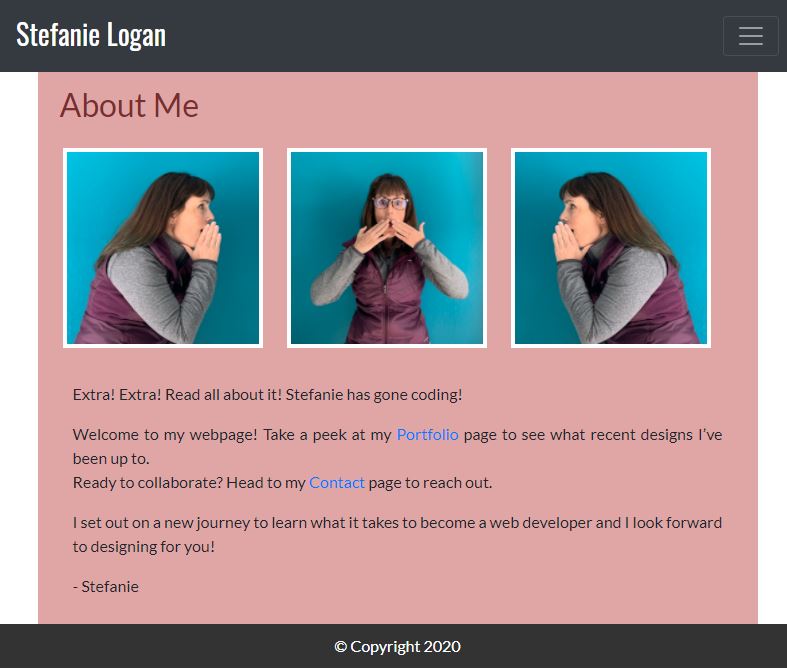 Stefanie Logan
About Me
Extra! Extra! Read all about it! Stefanie has gone coding!
Welcome to my webpage! Take a peek at my Portfolio page to see what recent designs I've
been up to.
Ready to collaborate? Head to my Contact page to reach out.
I set out on a new journey to learn what it takes to become a web developer and I look forward
to designing for you!
- Stefanie
© Copyright 2020